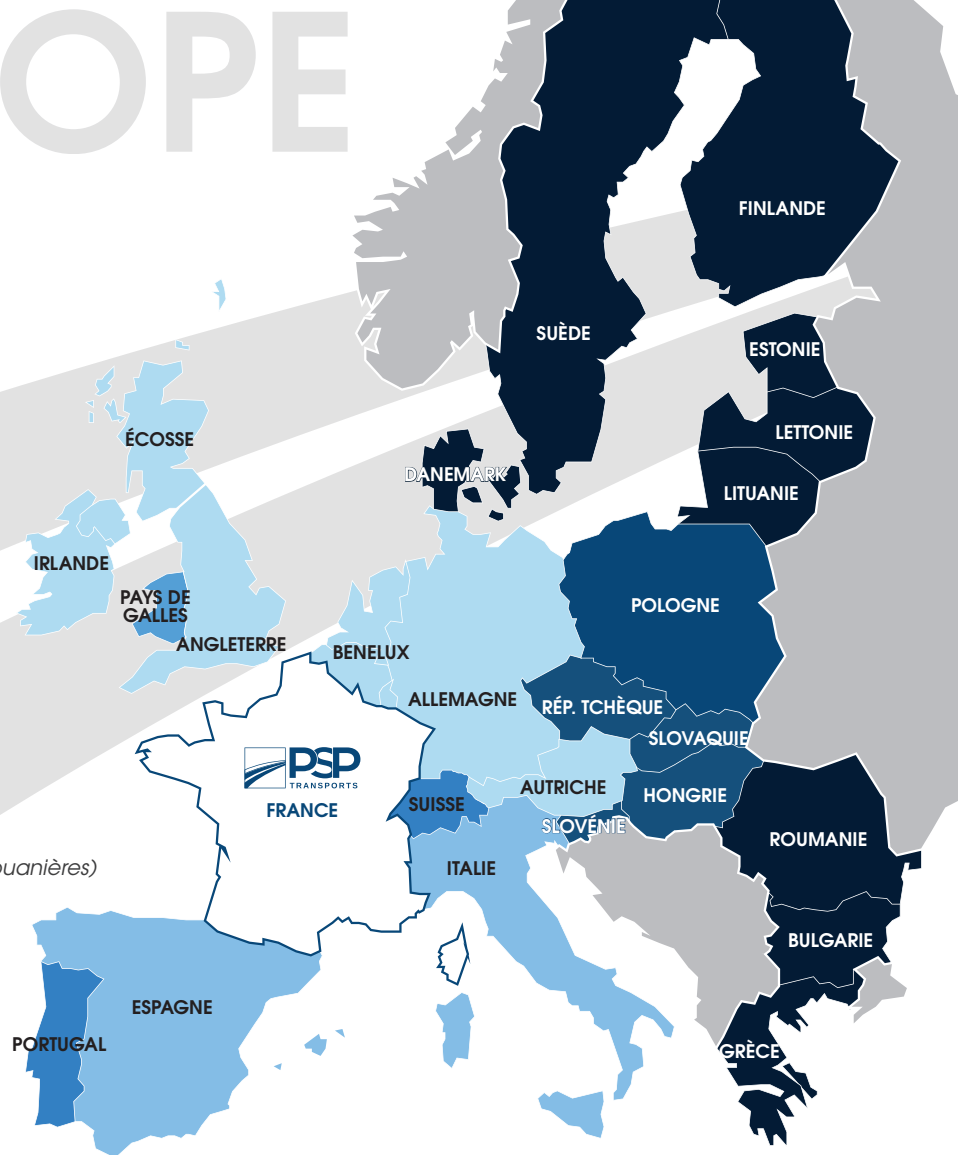 OPE
FINLANDE
SUÈDE
ESTONIE
LETTONIE
ÉCOSSE
DANEMARK
LITUANIE
IRLANDE
PAYS DE
GALLES
POLOGNE
ANGLETERRE
BENELUX
ALLEMAGNE
RÉP. TCHÈQUE
SLOVAQUIE
PSP
TRANSPORTS
FRANCE
AUTRICHE
SUISSE
HONGRIE
SLOVÉNIE
ROUMANIE
ITALIE
ouanières)
BULGARIE
ESPAGNE
PORTUGAL
GRÈCE